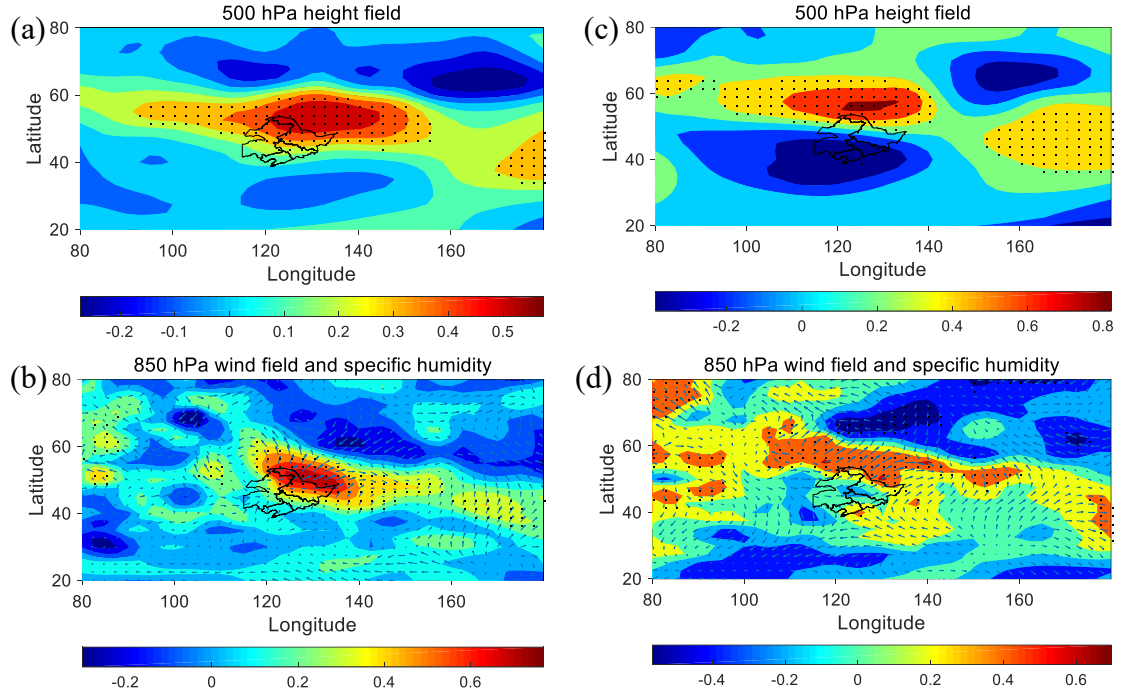 (a)
500 hPa height field
80
60
40
20
Latitude
80 100 120 140 160
Longitude
-0.2 -0.1 0 0.1 0.2 0.3 0.4 0.5
(c)
500 hPa height field
80
60
40
20
Latitude
80 100 120 140 160
Longitude
-0.2 0 0.2 0.4 0.6 0.8
(b)
850 hPa wind field and specific humidity
80
60
40
20
Latitude
80 100 120 140 160
Longitude
-0.2 0 0.2 0.4 0.6
(d)
850 hPa wind field and specific humidity
80
60
40
20
Latitude
80 100 120 140 160
Longitude
-0.4 -0.2 0 0.2 0.4 0.6